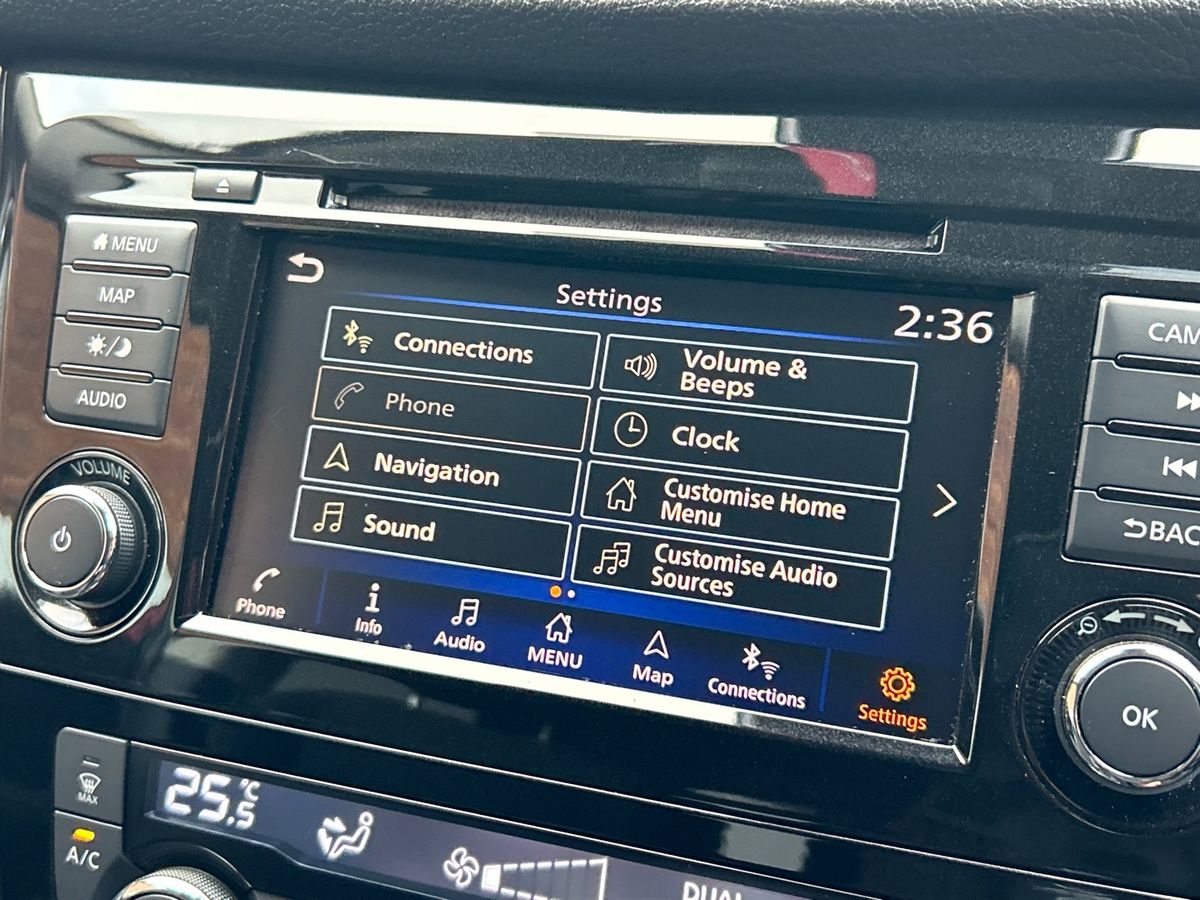 MENU
MAP
AUDIO
VOLUME
Settings
2:36
Connections
Phone
Navigation
Sound
Volume &
Beeps
Clock
Customise Home
Menu
Customise Audio
Sources
Phone
Info
Audio
MENU
Map
Connections
Settings
CAM
BAC
OK
MAX
A/C
25.5 °C
DUAL